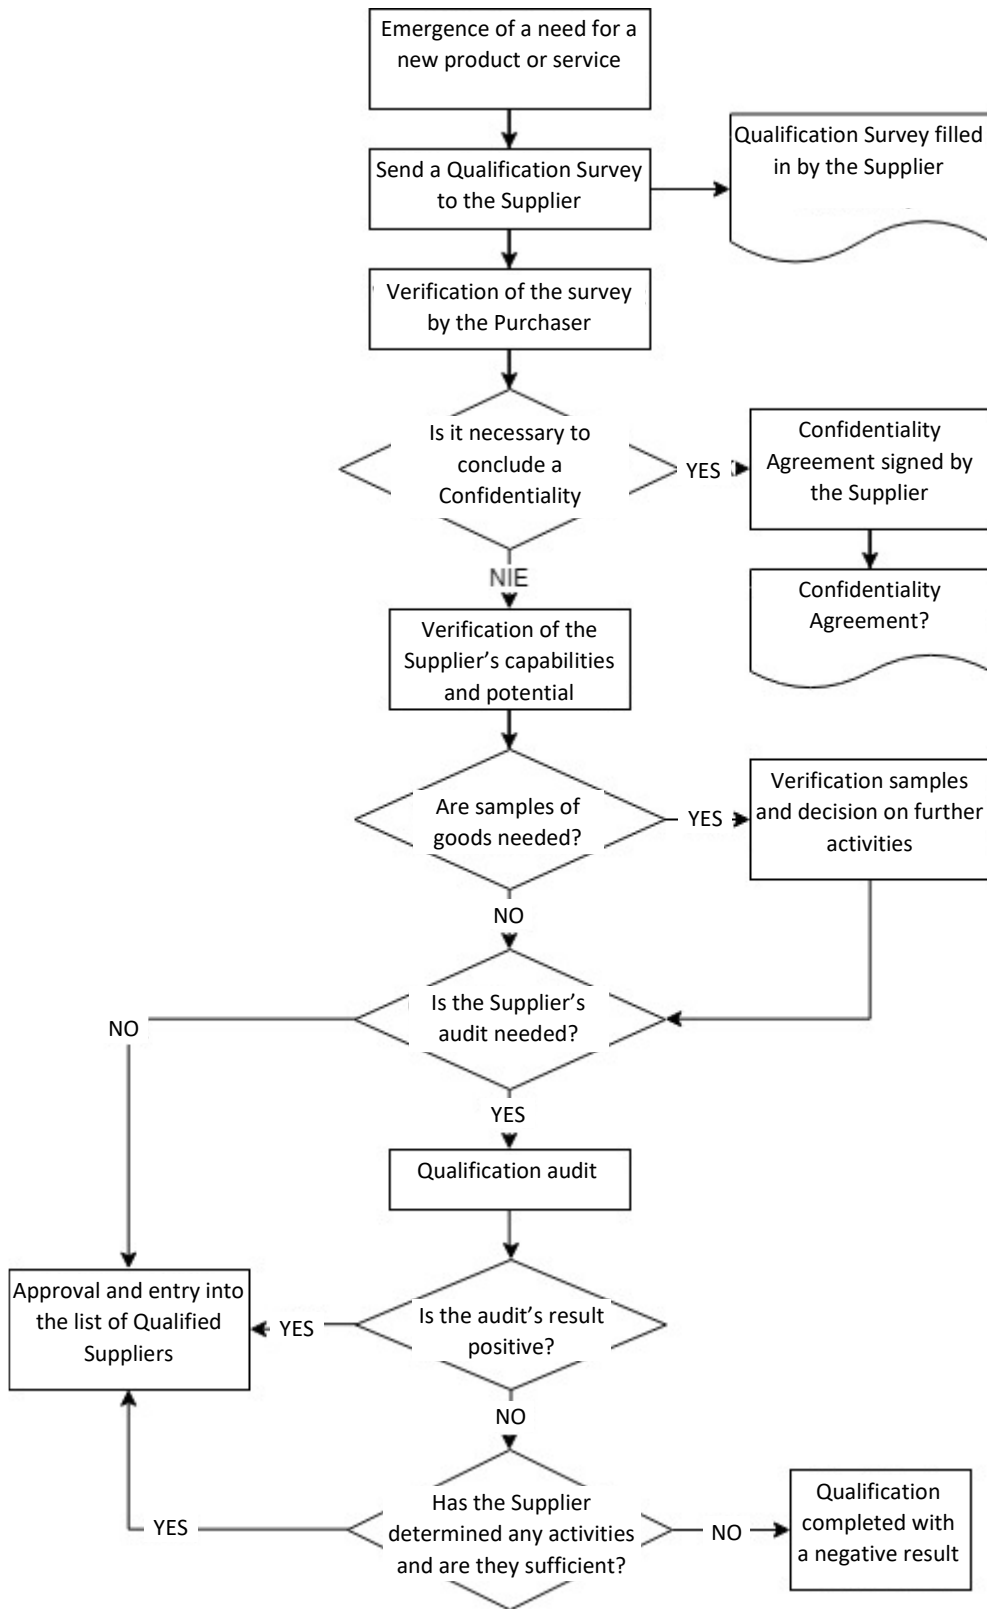 Emergence of a need for a
new product or service
Send a Qualification Survey
to the Supplier
Qualification Survey filled
in by the Supplier
Verification of the survey
by the Purchaser
Is it necessary to
conclude a
Confidentiality
YES
Confidentiality
Agreement signed by
the Supplier
NIE
Confidentiality
Agreement?
Verification of the
Supplier’s capabilities
and potential
Are samples of
goods needed?
YES
Verification samples
and decision on further
activities
NO
Is the Supplier’s
audit needed?
NO
YES
Qualification audit
Approval and entry into
the list of Qualified
Suppliers
YES
Is the audit’s result
positive?
NO
Has the Supplier
determined any activities
and are they sufficient?
YES
NO
Qualification
completed with
a negative result